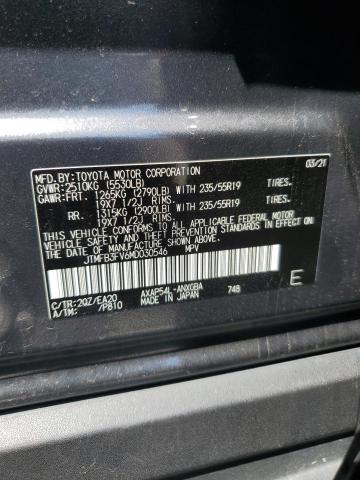 MFD.BY:TOYOTA MOTOR CORPORATION 03/21
GVWR:2510KG (5530LB)
GAWR:FRT. 1265KG (2790LB) WITH 235/55R19 TIRES.
19X7 1/2J RIMS.
RR. 1315KG (2900LB) WITH 235/55R19 TIRES.
19X7 1/2J RIMS.
THIS VEHICLE CONFORMS TO ALL APPLICABLE FEDERAL MOTOR
VEHICLE SAFETY, BUMPER, AND THEFT PREVENTION STANDARDS
IN EFFECT ON THE DATE OF MANUFACTURE SHOWN ABOVE.
JTMFB3FV6MD030546 MPV
E
C/TR:2QZ/EA20 AXAP54L-ANXGBA 748
A/TM: /P810 MADE IN JAPAN